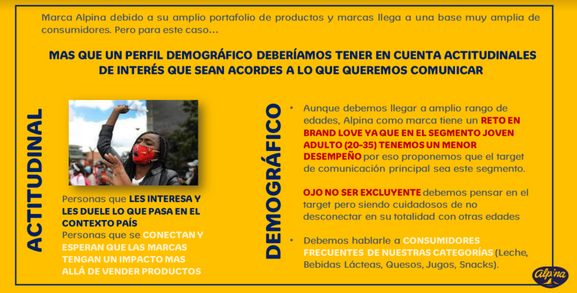 Marca Alpina debido a su amplio portafolio de productos y marcas llega a una base muy amplia de
consumidores. Pero para este caso...
MAS QUE UN PERFIL DEMOGRÁFICO DEBERÍAMOS TENER EN CUENTA ACTITUDINALES
DE INTERÉS QUE SEAN ACORDES A LO QUE QUEREMOS COMUNICAR
ACTITUDINAL
Personas que LES INTERESA Y
LES DUELE LO QUE PASA EN EL
CONTEXTO PAÍS
Personas que se CONECTAN Y
ESPERAN QUE LAS MARCAS
TENGAN UN IMPACTO MAS
ALLÁ DE VENDER PRODUCTOS
DEMOGRÁFICO
• Aunque debemos llegar a amplio rango de
edades, Alpina como marca tiene un RETO EN
BRAND LOVE YA QUE EN EL SEGMENTO JOVEN
ADULTO (20-35) TENEMOS UN MENOR
DESEMPEÑO por eso proponemos que el target
de comunicación principal sea este segmento.
OJO NO SER EXCLUYENTE debemos pensar en el
target pero siendo cuidadosos de no
desconectar en su totalidad con otras edades
• Debemos hablarle a CONSUMIDORES
FRECUENTES DE NUESTRAS CATEGORÍAS (Leche,
Bebidas Lácteas, Quesos, Jugos, Snacks).
Alpina